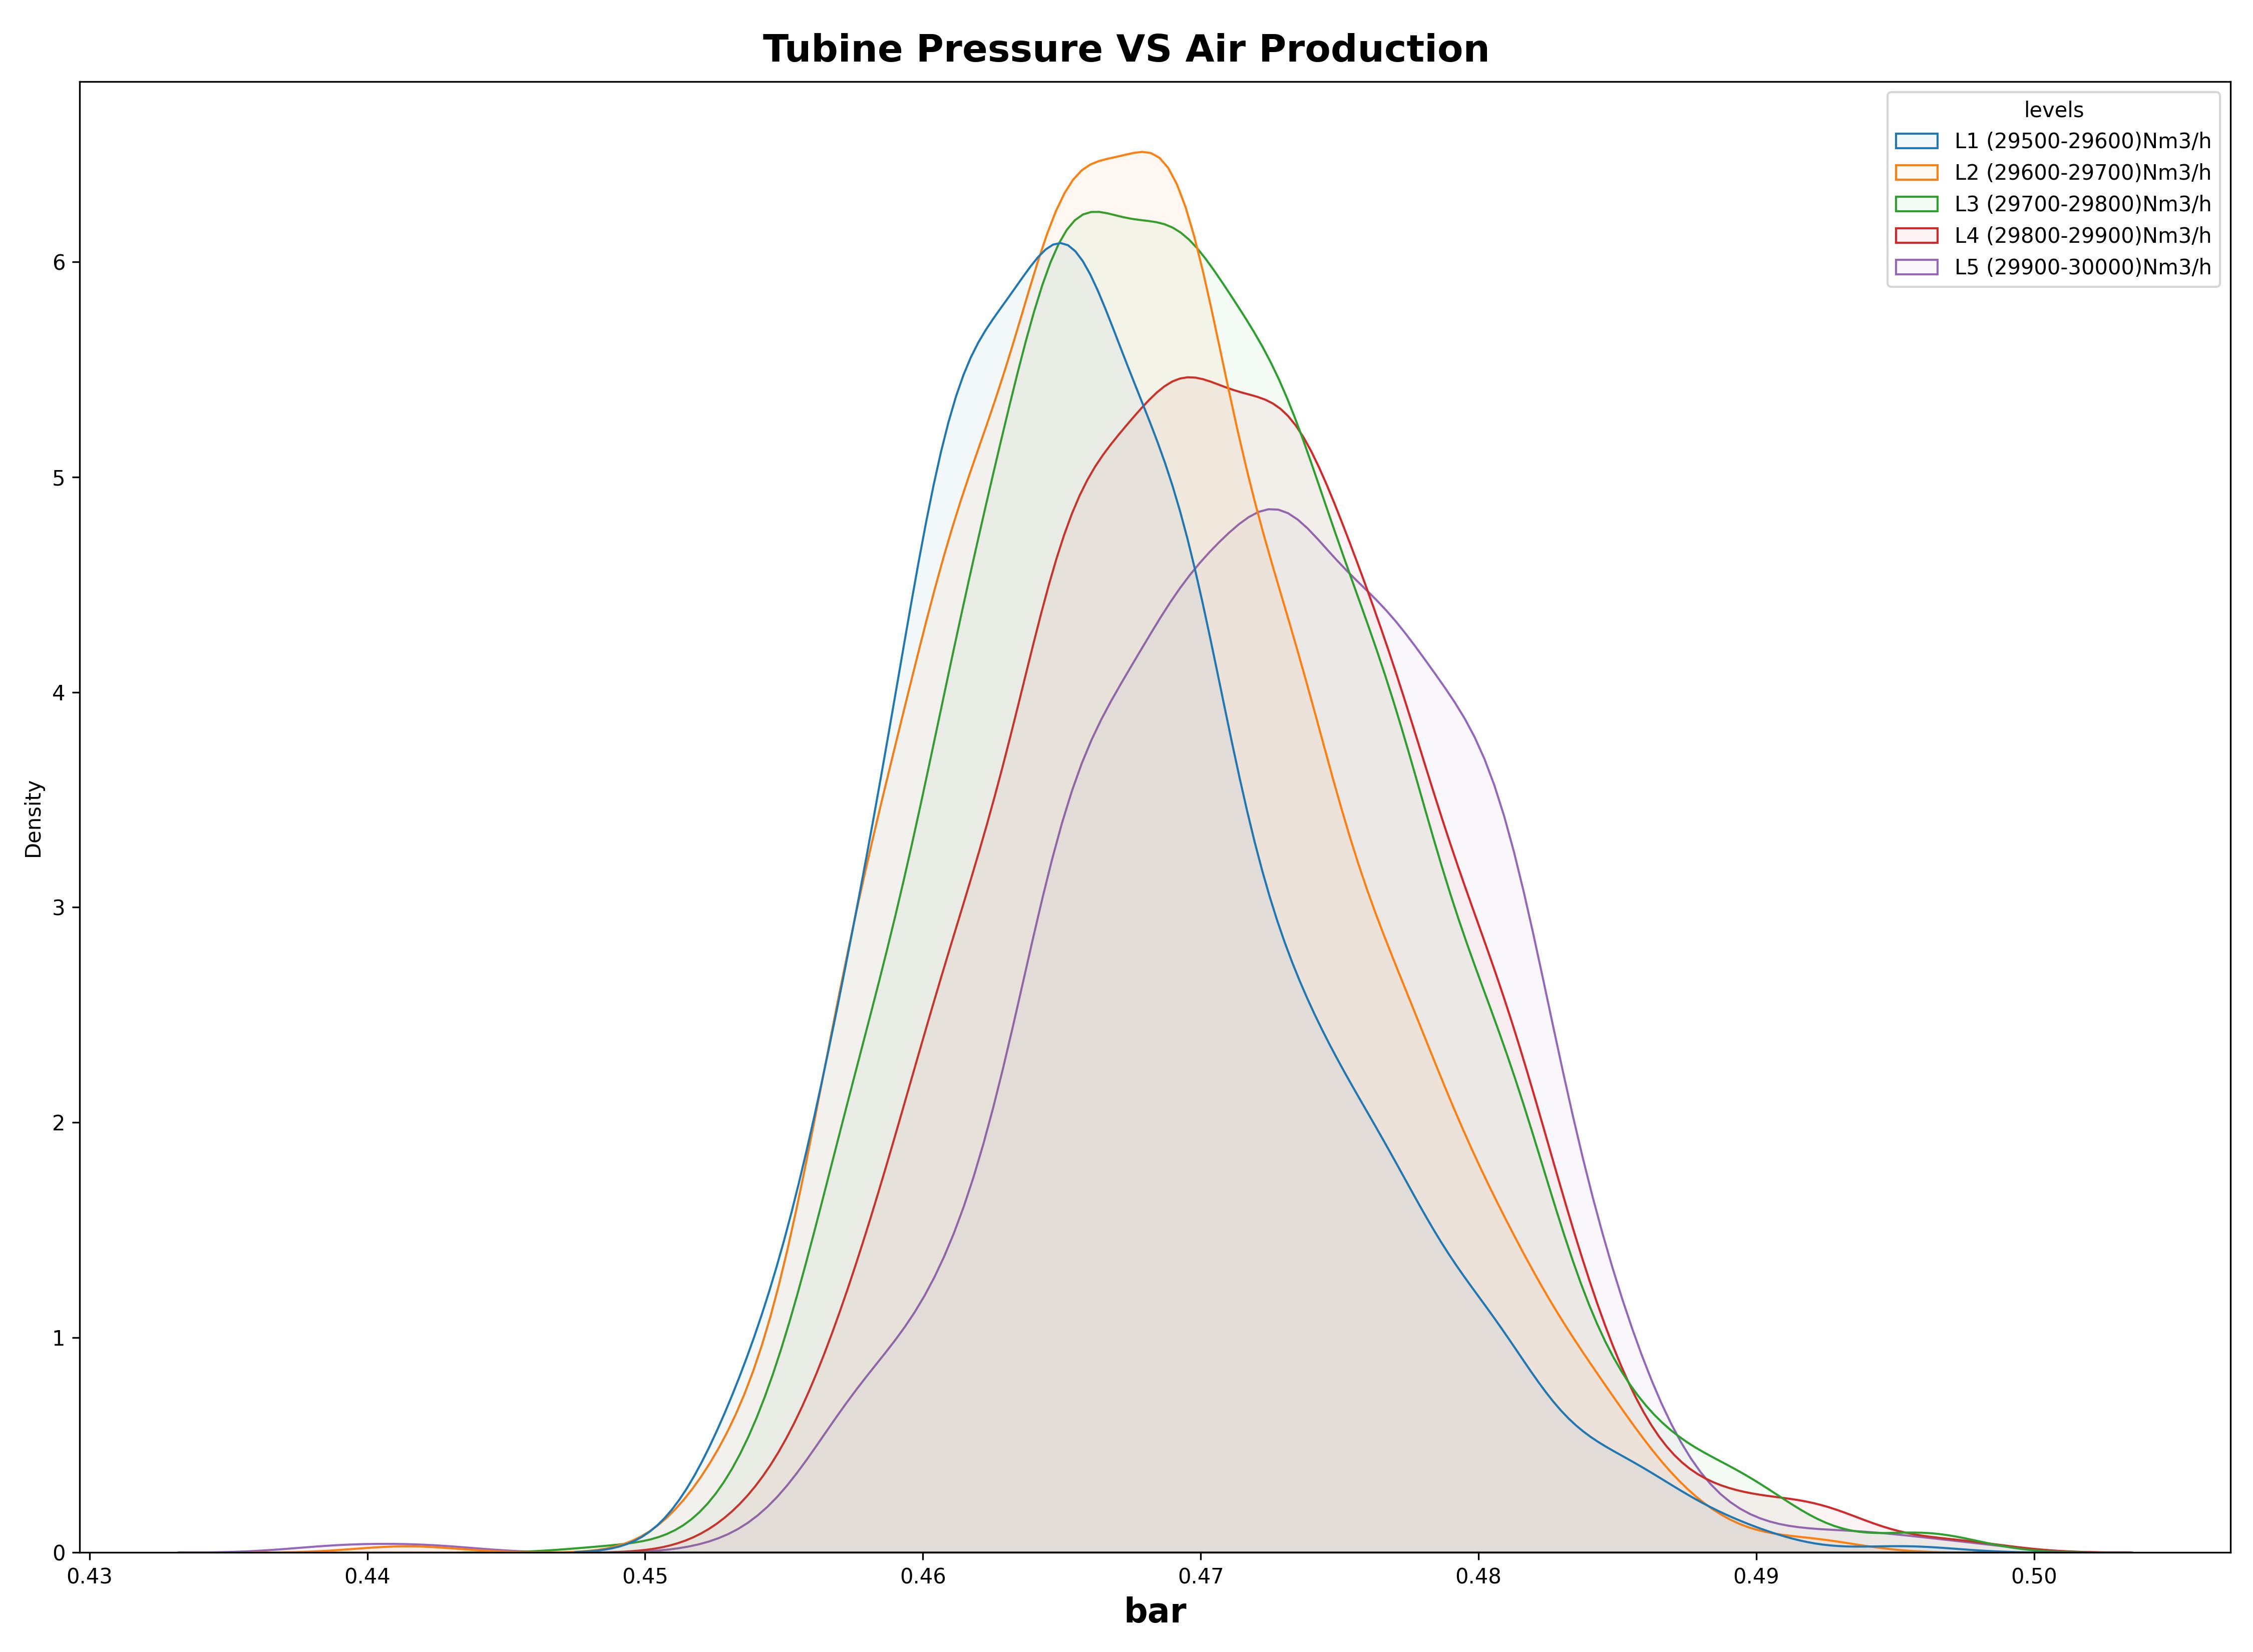 Tubine Pressure VS Air Production
levels
L1 (29500-29600)Nm3/h
L2 (29600-29700)Nm3/h
L3 (29700-29800)Nm3/h
L4 (29800-29900)Nm3/h
L5 (29900-30000)Nm3/h
Density
6
5
4
3
2
1
0
0.43 0.44 0.45 0.46 0.47 0.48 0.49 0.50
bar